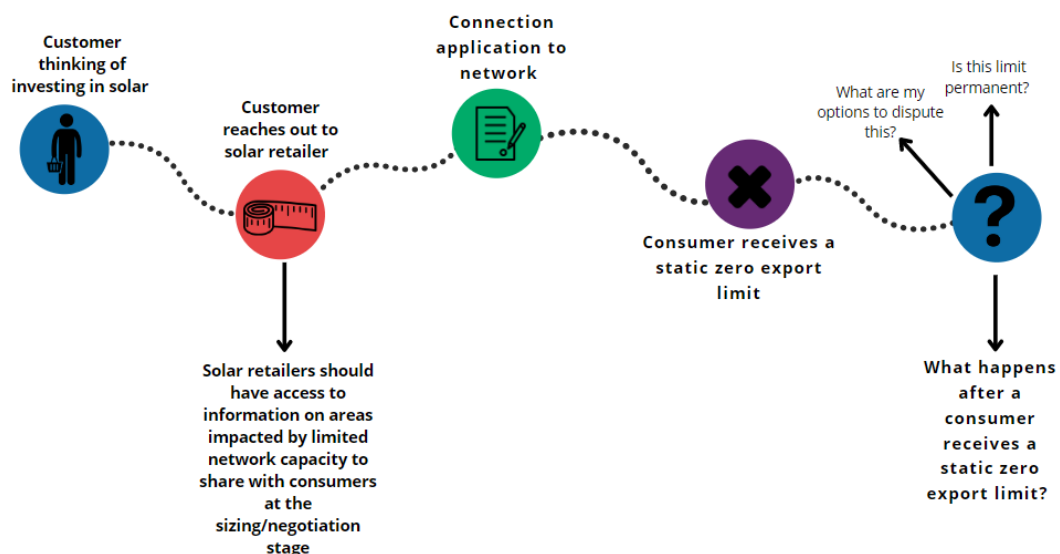 Customer
thinking of
investing in solar
Customer
reaches out to
solar retailer
Solar retailers should
have access to
information on areas
impacted by limited
network capacity to
share with consumers
at the
sizing/negotiation
stage
Connection
application to
network
Consumer receives a
static zero export
limit
What are my
options to dispute
this?
Is this limit
permanent?
?
What happens
after a
consumer
receives a
static zero
export limit?